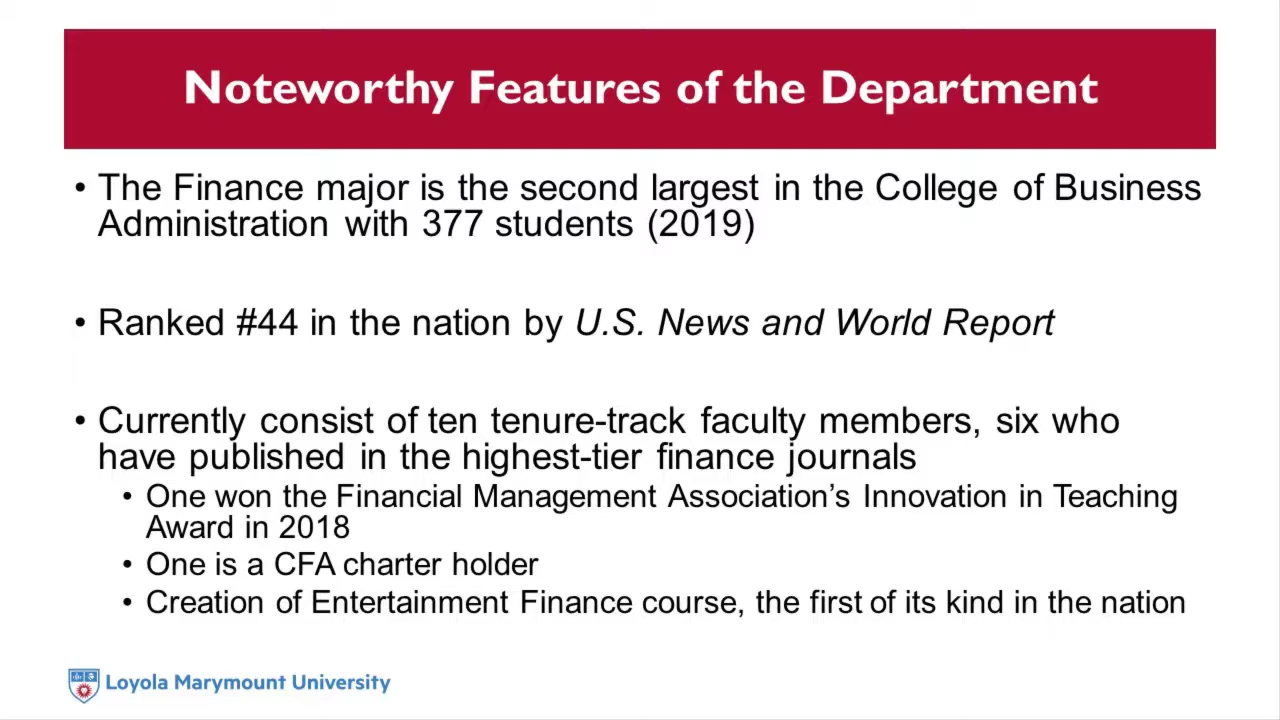 Noteworthy Features of the Department
• The Finance major is the second largest in the College of Business
Administration with 377 students (2019)
• Ranked #44 in the nation by U.S. News and World Report
• Currently consist of ten tenure-track faculty members, six who
have published in the highest-tier finance journals
• One won the Financial Management Association’s Innovation in Teaching
Award in 2018
• One is a CFA charter holder
• Creation of Entertainment Finance course, the first of its kind in the nation
Loyola Marymount University